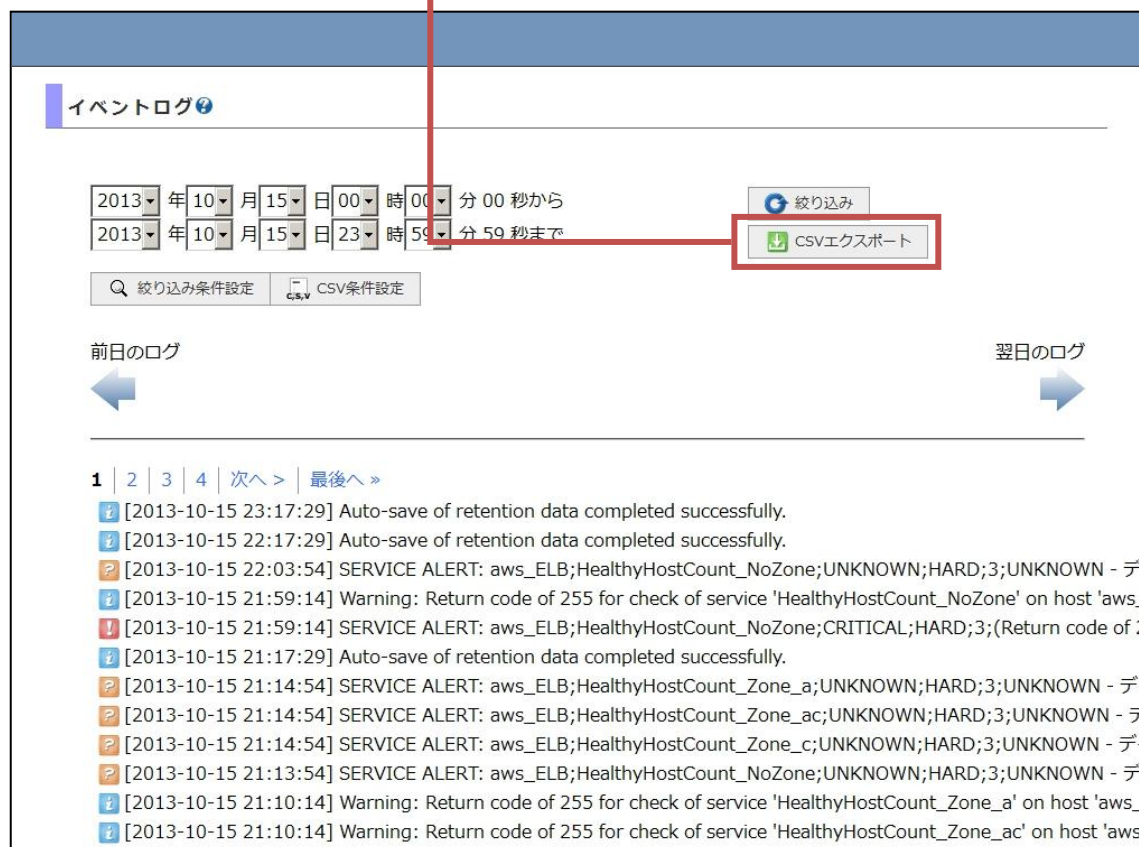 イベントログ
2013 年 10 月 15 日 00 時 00 分 00 秒から
絞り込み
2013 年 10 月 15 日 23 時 59 分 59 秒まで
CSVエクスポート
絞り込み条件設定 C,S,V CSV条件設定
前日のログ 翌日のログ
1 | 2 | 3 | 4 | 次へ > | 最後へ »
[2013-10-15 23:17:29] Auto-save of retention data completed successfully.
[2013-10-15 22:17:29] Auto-save of retention data completed successfully.
[2013-10-15 22:03:54] SERVICE ALERT: aws_ELB;HealthyHostCount_NoZone;UNKNOWN;HARD;3;UNKNOWN - デ
[2013-10-15 21:59:14] Warning: Return code of 255 for check of service 'HealthyHostCount_NoZone' on host 'aws_
[2013-10-15 21:59:14] SERVICE ALERT: aws_ELB;HealthyHostCount_NoZone;CRITICAL;HARD;3;(Return code of 2
[2013-10-15 21:17:29] Auto-save of retention data completed successfully.
[2013-10-15 21:14:54] SERVICE ALERT: aws_ELB;HealthyHostCount_Zone_a;UNKNOWN;HARD;3;UNKNOWN - デ
[2013-10-15 21:14:54] SERVICE ALERT: aws_ELB;HealthyHostCount_Zone_ac;UNKNOWN;HARD;3;UNKNOWN - デ
[2013-10-15 21:14:54] SERVICE ALERT: aws_ELB;HealthyHostCount_Zone_c;UNKNOWN;HARD;3;UNKNOWN - デ
[2013-10-15 21:13:54] SERVICE ALERT: aws_ELB;HealthyHostCount_NoZone;UNKNOWN;HARD;3;UNKNOWN - デ
[2013-10-15 21:10:14] Warning: Return code of 255 for check of service 'HealthyHostCount_Zone_a' on host 'aws_
[2013-10-15 21:10:14] Warning: Return code of 255 for check of service 'HealthyHostCount_Zone_ac' on host 'aws